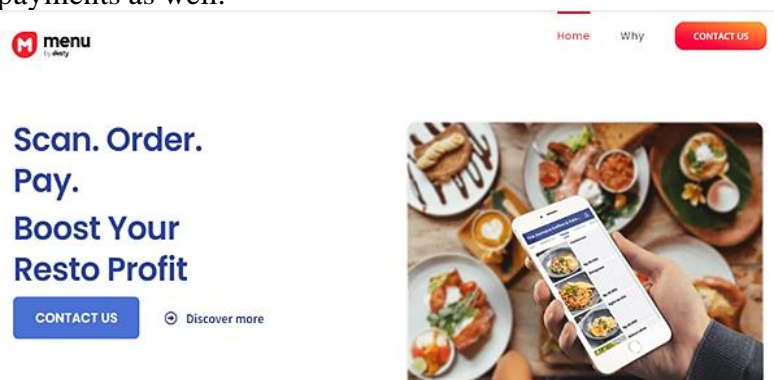 payments as well.
menu
by desty
Home
Why
CONTACT US
Scan. Order.
Pay.
Boost Your
Resto Profit
CONTACT US
Discover more